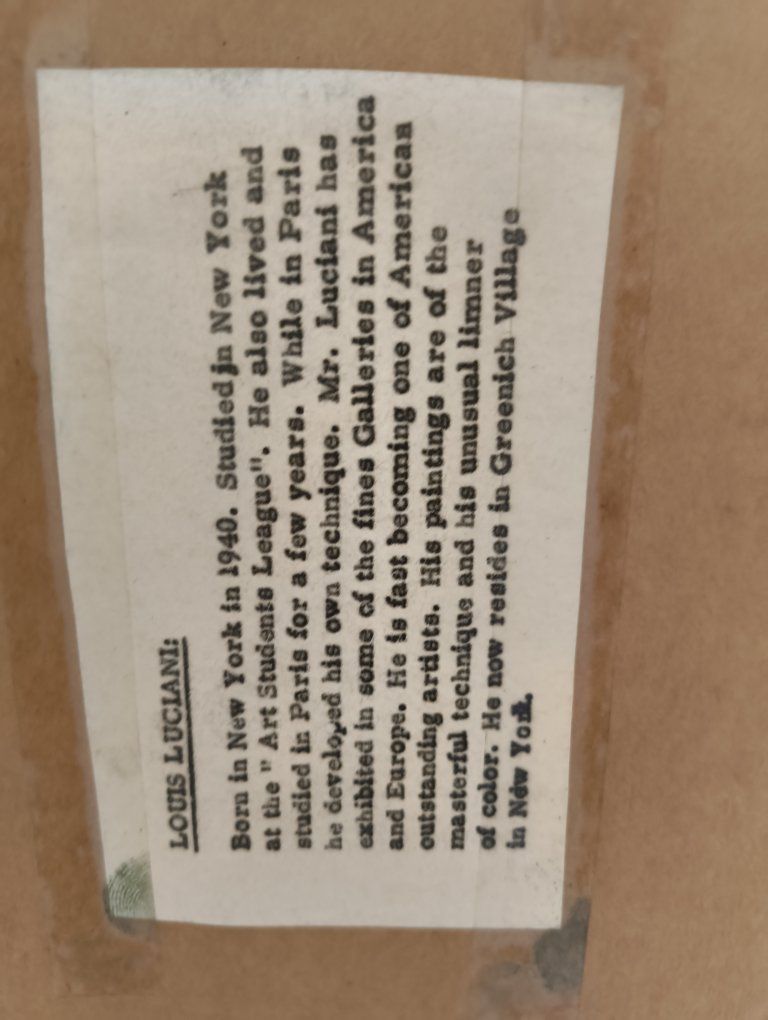 LOUIS LUCIANI:
Born in New York in 1940. Studied in New York
at the " Art Students League". He also lived and
studied in Paris for a few years. While in Paris
he developed his own technique. Mr. Luciani has
exhibited in some of the fines Galleries in America
and Europe. He is fast becoming one of American
outstanding artists. His paintings are of the
masterful technique and his unusual limner
of color. He now resides in Greenich Village
in New York.